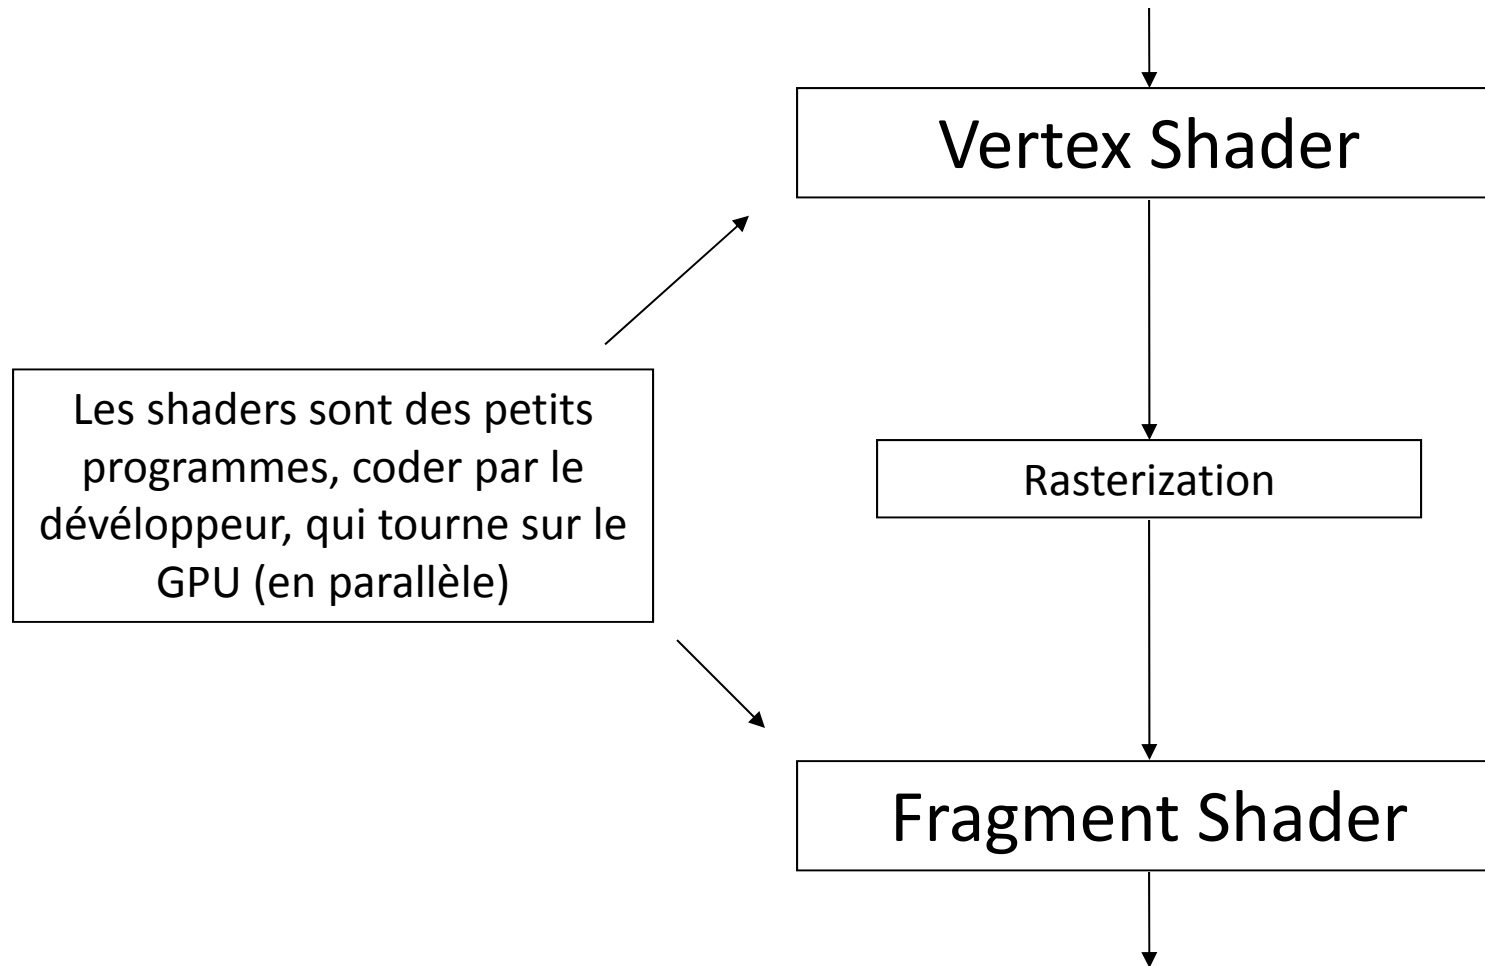 Vertex Shader
Les shaders sont des petits
programmes, coder par le
dévéloppeur, qui tourne sur le
GPU (en parallèle)
Rasterization
Fragment Shader